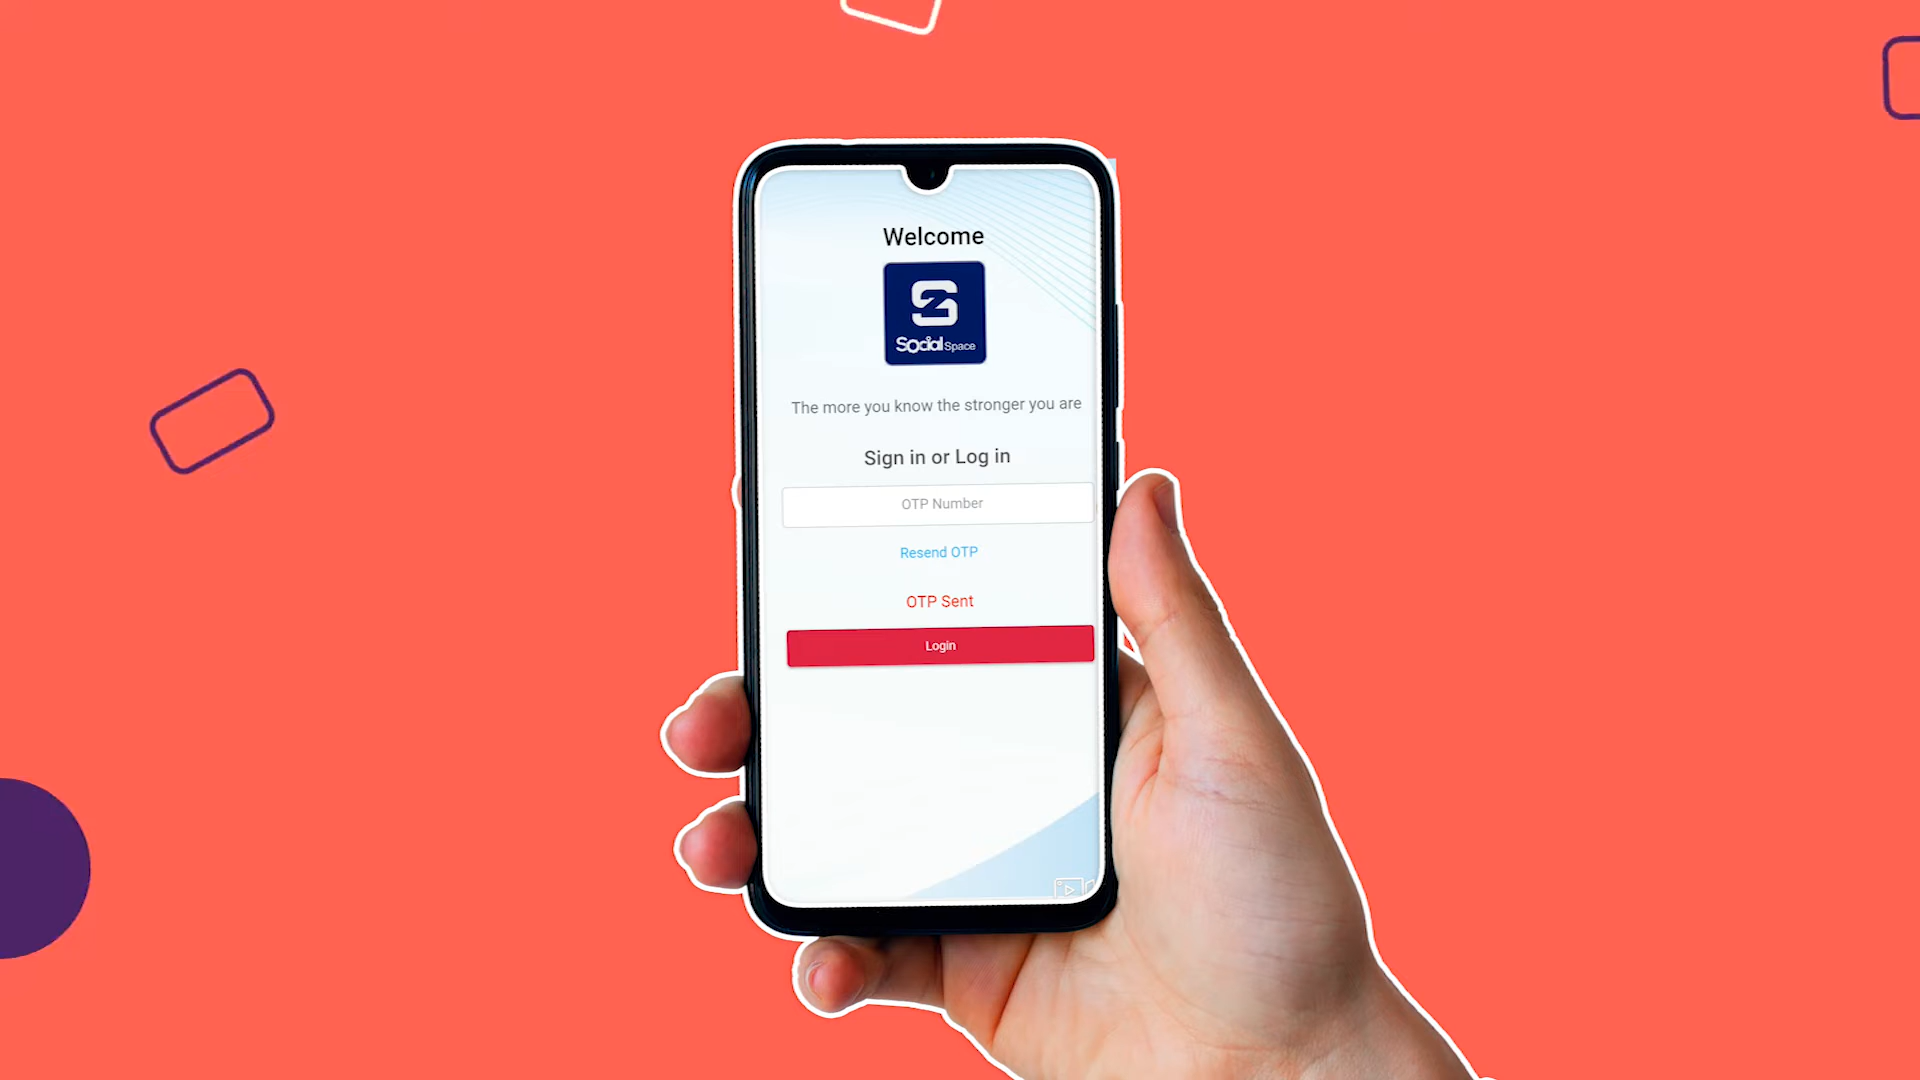 Welcome
Social Space
The more you know the stronger you are
Sign in or Log in
OTP Number
Resend OTP
OTP Sent
Login